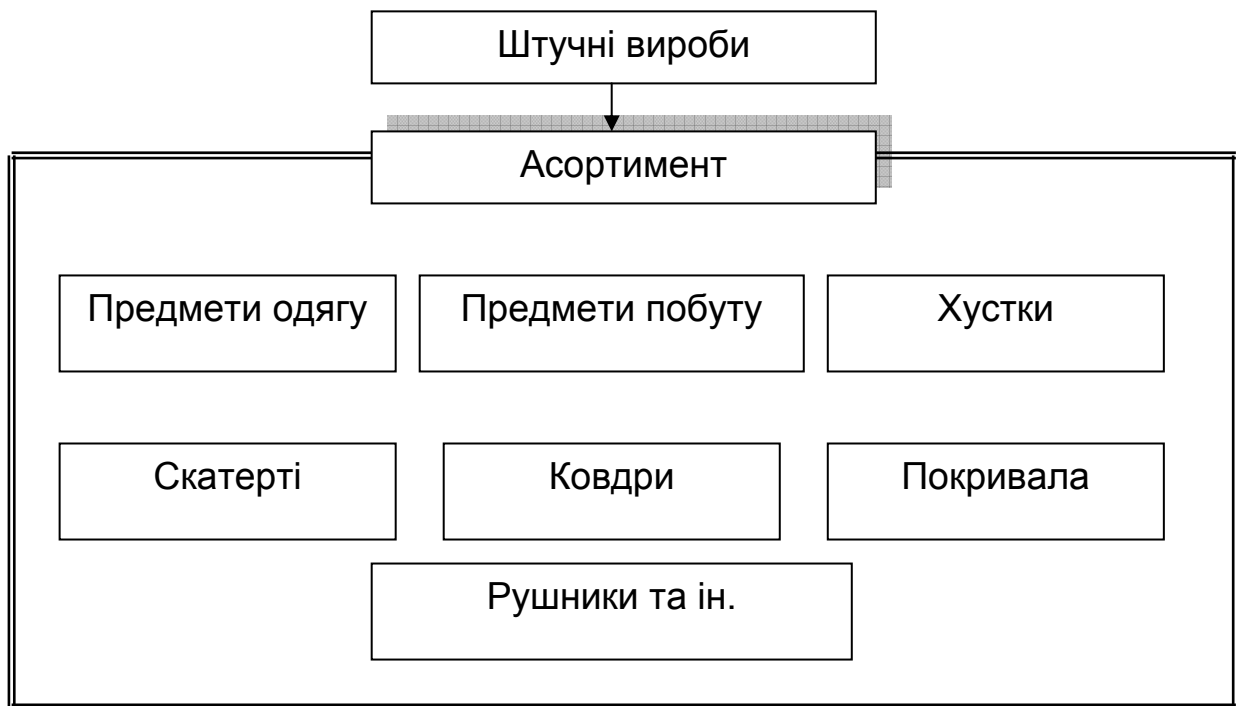 Штучні вироби
Асортимент
Предмети одягу
Предмети побуту
Хустки
Скатерті
Ковдри
Покривала
Рушники та ін.